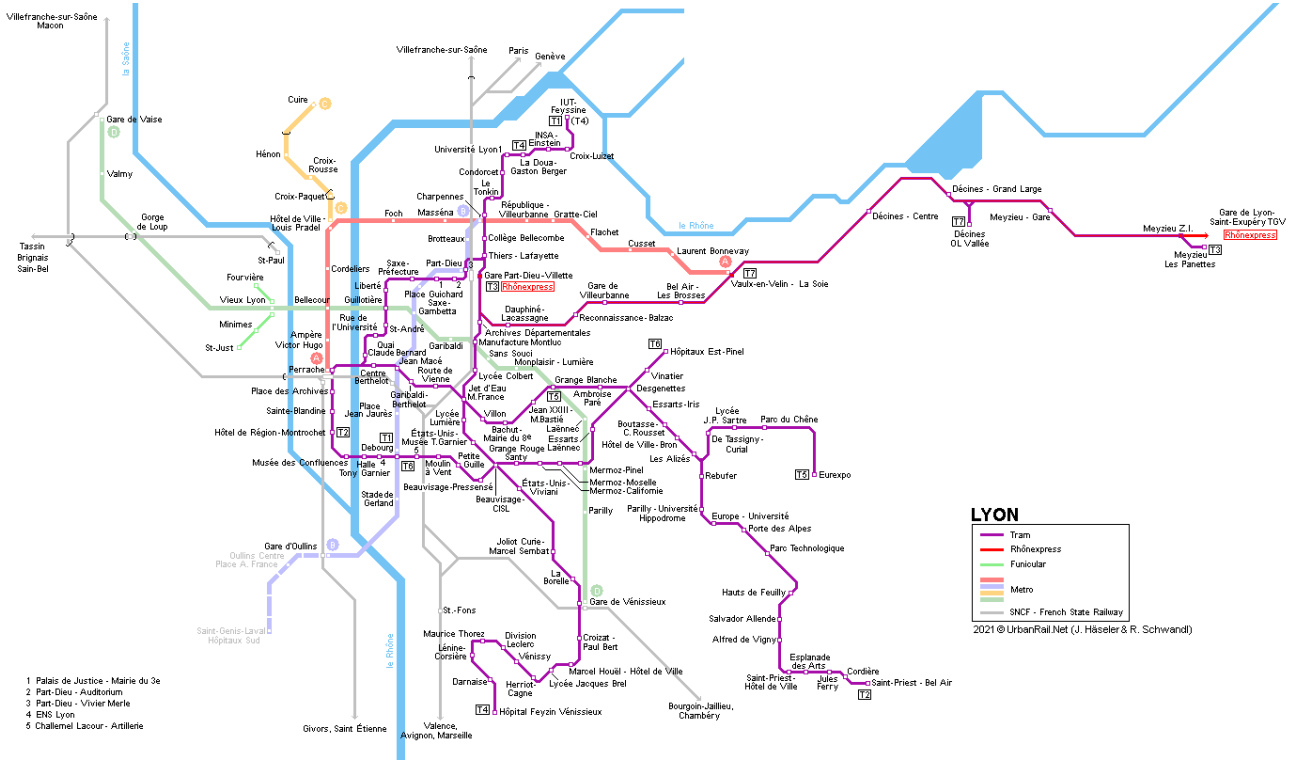 Villefranche-sur-Saône
Macon
la Saône
Villefranche-sur-Saône
Paris
Genève
Cuire
C
IUT-
Feyssine
T1
(T4)
Gare de Vaise
D
T4
INSA-
Einstein
Université Lyon1
Croix-Luizet
La Doua-
Gaston Berger
Hénon
Croix-
Rousse
Condorcet
Valmy
Le
Tonkin
Croix-Paquet
C
Charpennes
Masséna
B
République -
Villeurbanne
Gratte-Ciel
Hôtel de Ville -
Louis Pradel
Foch
Flachet
Cusset
le Rhône
Laurent Bonnevay
A
Décines - Grand Large
Décines - Centre
T7
Décines
OL Vallée
Meyzieu - Gare
Meyzieu Z.I.
Gare de Lyon-
Saint-Exupéry TGV
Rhônexpress
T3
Meyzieu
Les Panettes
Gorge
de Loup
Tassin
Brignais
Sain-Bel
St-Paul
Brotteaux
Collège Bellecombe
Thiers - Lafayette
Part-Dieu
3
Saxe-
Préfecture
Cordeliers
Liberté
1
2
Gare Part-Dieu-Villette
T3
Rhônexpress
T7
Vaulx-en-Velin - La Soie
Fourvière
Vieux Lyon
Bellecour
Guillotière
Place Guichard
Saxe-
Gambetta
Gare de
Villeurbanne
Bel Air -
Les Brosses
Minimes
St-Just
Rue de
l'Université
St-André
Dauphiné-
Lacassagne
Reconnaissance-Balzac
Ampère
Victor Hugo
Quai
Claude Bernard
Garibaldi
Archives Départementales
Manufacture Montluc
Sans Souci
Monplaisir - Lumière
T6
Hôpitaux Est-Pinel
A
Perrache
Centre
Berthelot
Jean Macé
Route de
Vienne
Lycée Colbert
Grange Blanche
Vinatier
Place des Archives
Garibaldi-
Berthelot
Jet d'Eau
M.France
T5
Ambroise
Paré
Desgenettes
Sainte-Blandine
Place
Jean Jaurès
Lycée
Lumière
Villon
Jean XXIII -
M.Bastié
Essarts-Iris
Lycée
J.P. Sartre
Parc du Chêne
Hôtel de Région-Montrochet
T2
T1
États-Unis-
Musée T.Garnier
Bachut-
Mairie du 8e
Laënnec
Essarts
Laënnec
Boutasse-
C. Rousset
De Tassigny-
Curial
Debourg
5
Grange Rouge
Santy
Hôtel de Ville-Bron
Musée des Confluences
Halle
Tony Garnier
4
T6
Moulin
à Vent
Petite
Guille
Les Alizés
Mermoz-Pinel
Mermoz-Moselle
Mermoz-Californie
Rebufer
T5
Eurexpo
Beauvisage-Pressensé
Beauvisage-
CISL
États-Unis-
Viviani
Stade de
Gerland
Parilly
Parilly - Université
Hippodrome
Europe - Université
Porte des Alpes
Gare d'Oullins
B
Oullins Centre
Place A. France
Joliot Curie-
Marcel Sembat
Parc Technologique
La
Borelle
D
Gare de Vénissieux
Hauts de Feuilly
St.-Fons
Saint-Genis-Laval
Hôpitaux Sud
le Rhône
Salvador Allende
Maurice Thorez
Division
Leclerc
Croizat -
Paul Bert
Alfred de Vigny
Lénine-
Corsière
Vénissy
Marcel Houël - Hôtel de Ville
Esplanade
des Arts
Darnaise
Herriot-
Cagne
Lycée Jacques Brel
Saint-Priest-
Hôtel de Ville
Jules
Ferry
Cordière
Saint-Priest - Bel Air
T2
T4
Hôpital Feyzin Vénissieux
Givors, Saint Étienne
Valence,
Avignon, Marseille
Bourgoin-Jaillieu,
Chambéry
1 Palais de Justice - Mairie du 3e
2 Part-Dieu - Auditorium
3 Part-Dieu - Vivier Merle
4 ENS Lyon
5 Challemel Lacour - Artillerie
LYON
Tram
Rhônexpress
Funicular
Metro
SNCF - French State Railway
2021 © UrbanRail.Net (J. Häseler & R. Schwandl)